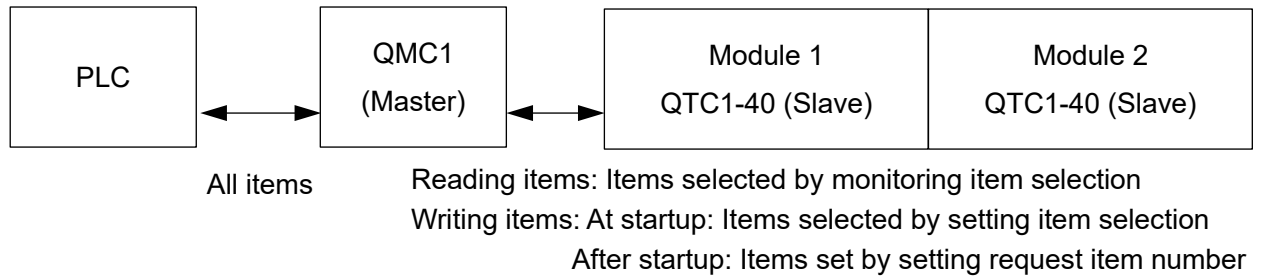 PLC
QMC1
(Master)
Module 1
QTC1-40 (Slave)
Module 2
QTC1-40 (Slave)
All items
Reading items: Items selected by monitoring item selection
Writing items: At startup: Items selected by setting item selection
After startup: Items set by setting request item number